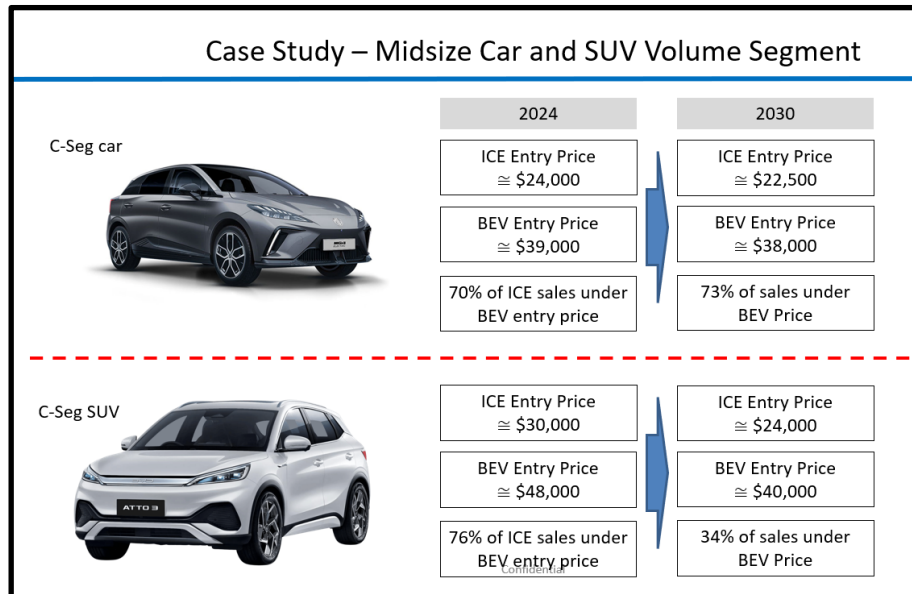 Case Study – Midsize Car and SUV Volume Segment
2024
2030
C-Seg car
ICE Entry Price
≅ $24,000
ICE Entry Price
≅ $22,500
BEV Entry Price
≅ $39,000
BEV Entry Price
≅ $38,000
70% of ICE sales under
BEV entry price
73% of sales under
BEV Price
C-Seg SUV
ICE Entry Price
≅ $30,000
ICE Entry Price
≅ $24,000
BEV Entry Price
≅ $48,000
BEV Entry Price
≅ $40,000
ATTO 3
76% of ICE sales under
BEV entry price
34% of sales under
BEV Price
Confidential